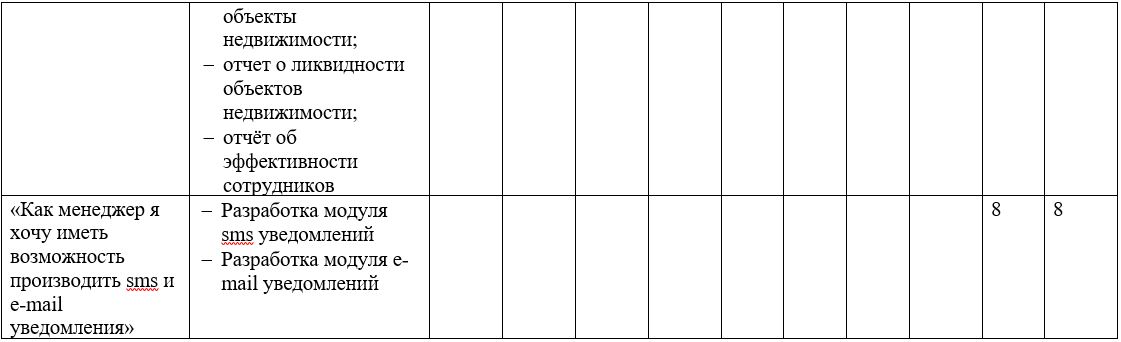 объекты
недвижимости;
– отчет о ликвидности
объектов
недвижимости;
– отчёт об
эффективности
сотрудников
«Как менеджер я
хочу иметь
возможность
производить sms и
e-mail
уведомления»
– Разработка модуля
sms уведомлений
– Разработка модуля e-
mail уведомлений
8
8